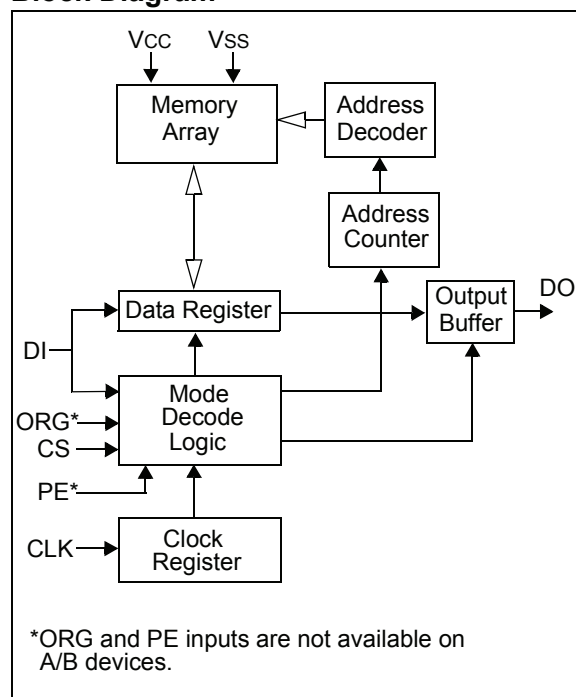 Block Diagram
VCC
VSS
Memory
Array
Address
Decoder
Address
Counter
Data Register
Output
Buffer
DO
DI
Mode
Decode
Logic
ORG*
CS
PE*
CLK
Clock
Register
*ORG and PE inputs are not available on
A/B devices.